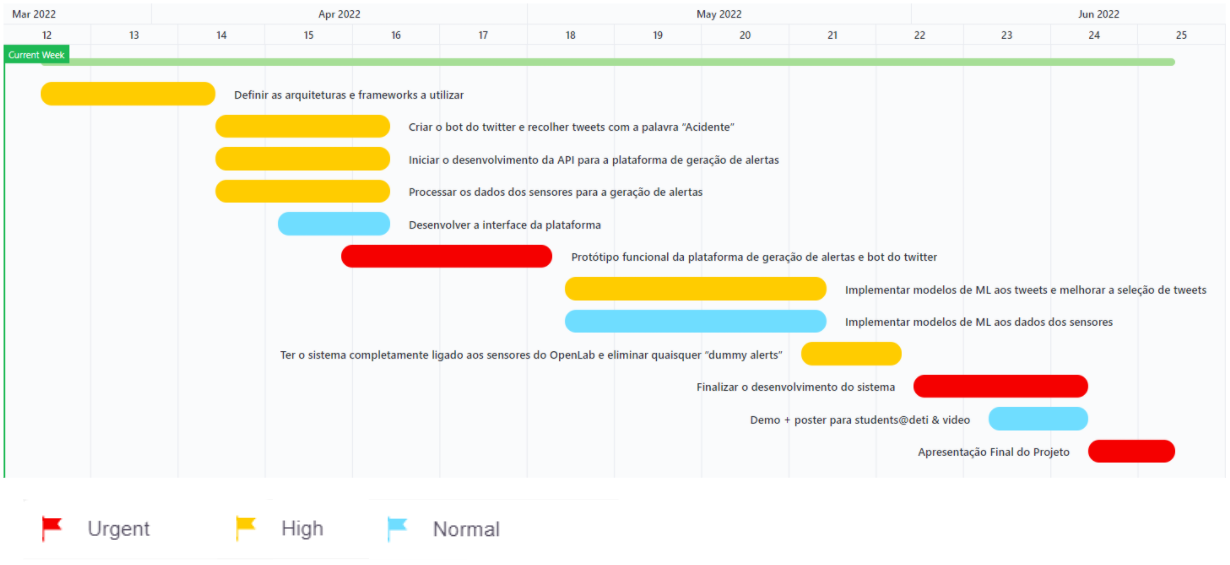 Mar 2022 Apr 2022 May 2022 Jun 2022
12 13 14 15 16 17 18 19 20 21 22 23 24 25
Current Week
Definir as arquiteturas e frameworks a utilizar
Criar o bot do twitter e recolher tweets com a palavra “Acidente”
Iniciar o desenvolvimento da API para a plataforma de geração de alertas
Processar os dados dos sensores para a geração de alertas
Desenvolver a interface da plataforma
Protótipo funcional da plataforma de geração de alertas e bot do twitter
Implementar modelos de ML aos tweets e melhorar a seleção de tweets
Implementar modelos de ML aos dados dos sensores
Ter o sistema completamente ligado aos sensores do OpenLab e eliminar quaisquer “dummy alerts”
Finalizar o desenvolvimento do sistema
Demo + poster para students@deti & video
Apresentação Final do Projeto
Urgent High Normal